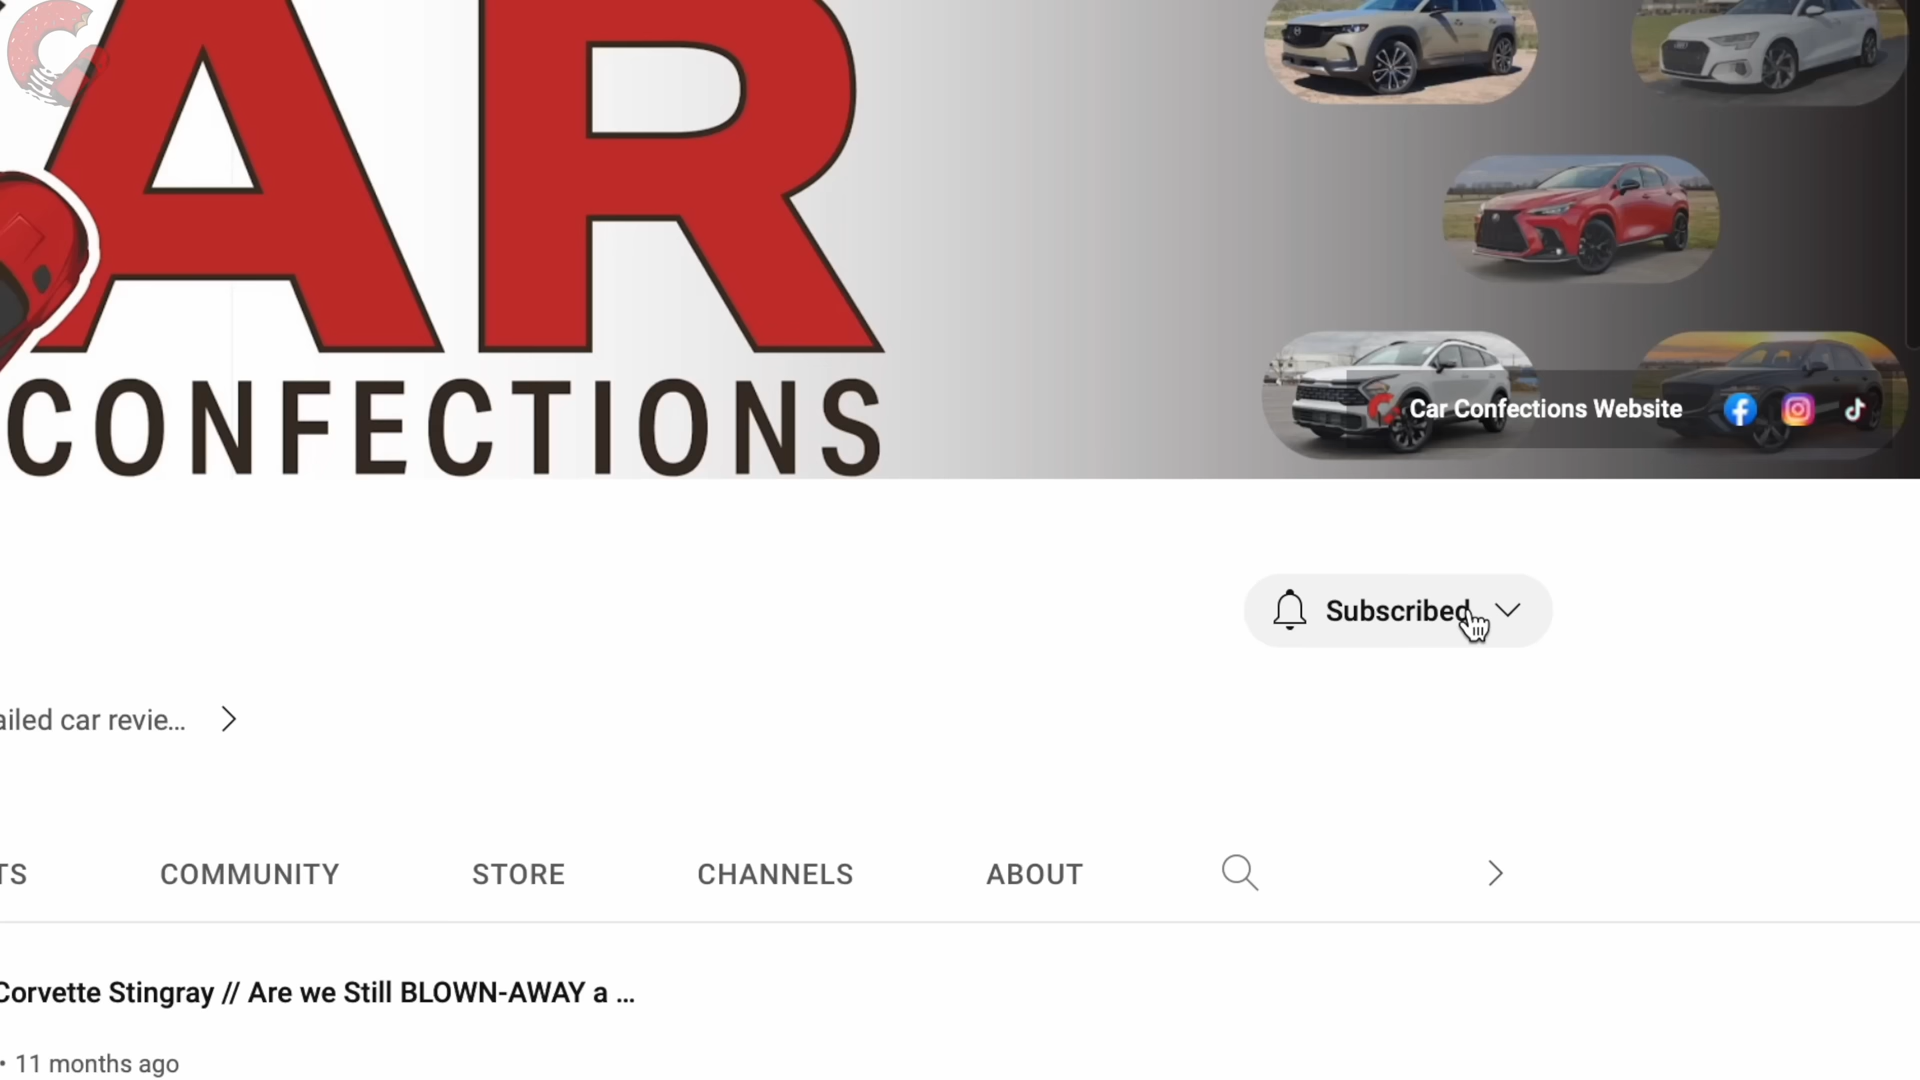 AR
CONFECTIONS
Car Confections Website
Subscribed
ailed car revie...
TS
COMMUNITY
STORE
CHANNELS
ABOUT
Corvette Stingray // Are we Still BLOWN-AWAY a ...
• 11 months ago